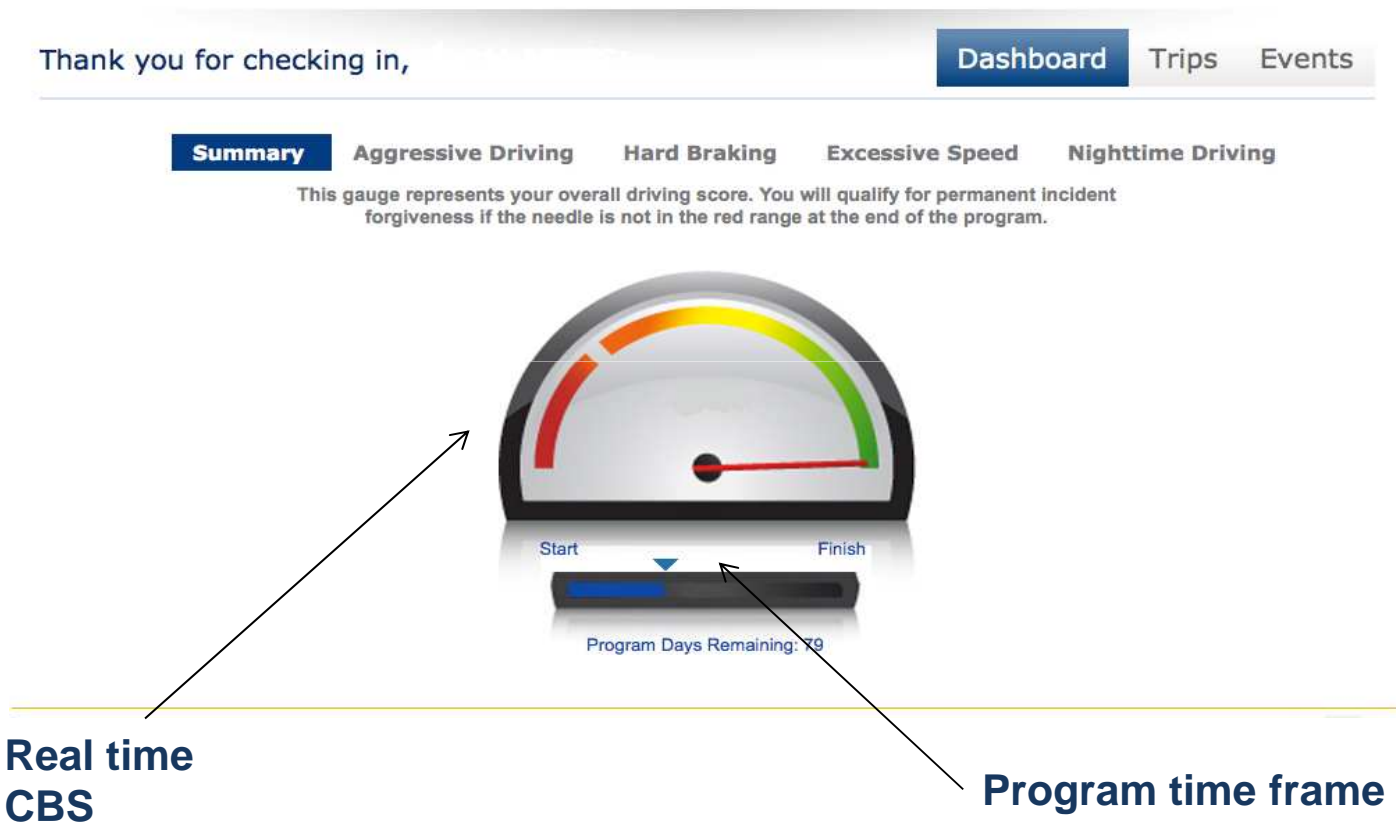 Thank you for checking in,
Dashboard Trips Events
Summary Aggressive Driving Hard Braking Excessive Speed Nighttime Driving
This gauge represents your overall driving score. You will qualify for permanent incident
forgiveness if the needle is not in the red range at the end of the program.
Start Finish
Program Days Remaining: 79
Real time
CBS
Program time frame